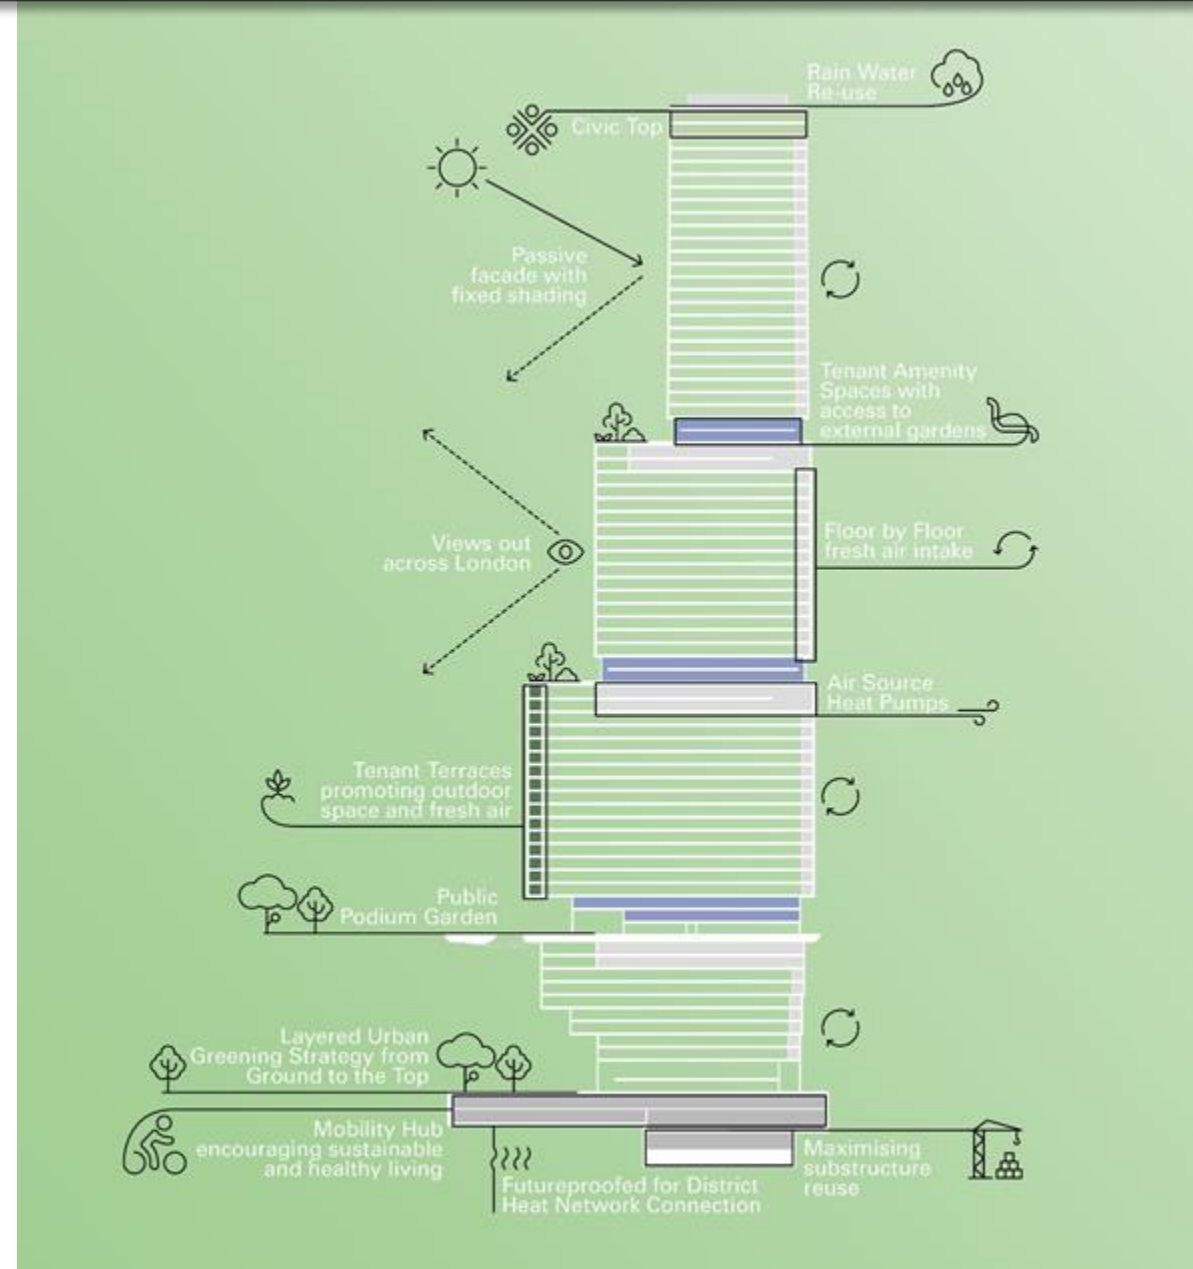 Rain Water
Re-use
Civic Top
Passive
facade with
fixed shading
Tenant Amenity
Spaces with
access to
external gardens
Views out
across London
Floor by Floor
fresh air intake
Air Source
Heat Pumps
Tenant Terraces
promoting outdoor
space and fresh air
Public
Podium Garden
Layered Urban
Greening Strategy from
Ground to the Top
Mobility Hub
encouraging sustainable
and healthy living
Maximising
substructure
reuse
Futureproofed for District
Heat Network Connection